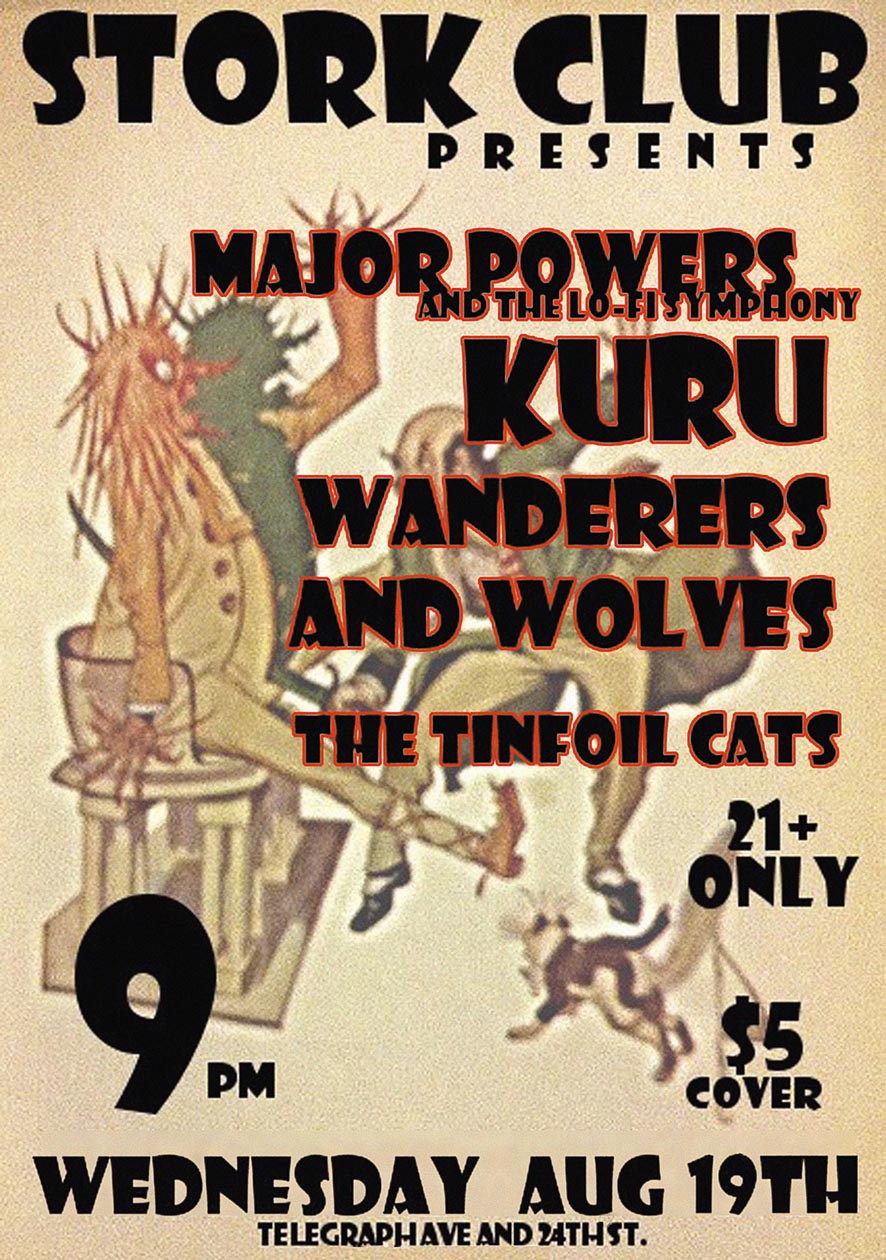 STORK CLUB
PRESENTS
MAJOR POWERS
AND THE LO-FI SYMPHONY
KURU
WANDERERS
AND WOLVES
THE TINFOIL CATS
21+
ONLY
9 PM
$5
COVER
WEDNESDAY AUG 19TH
TELEGRAPH AVE AND 24TH ST.